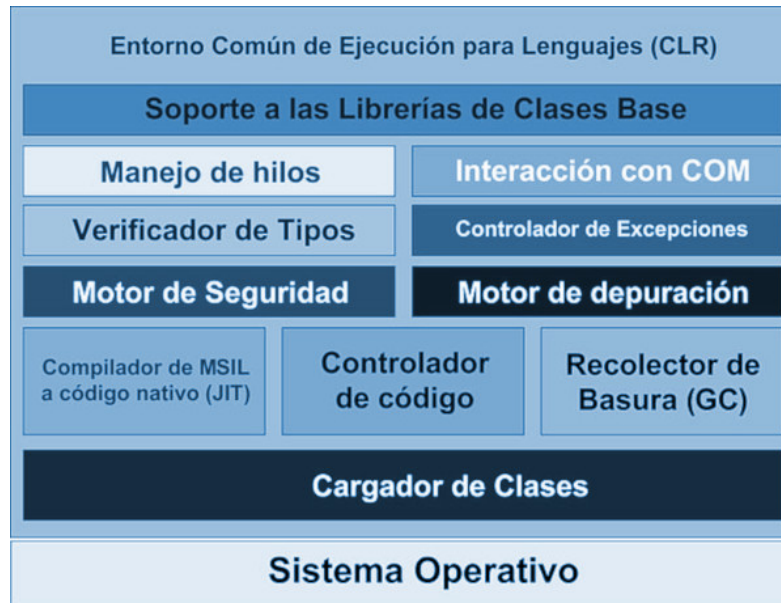 Entorno Común de Ejecución para Lenguajes (CLR)
Soporte a las Librerías de Clases Base
Manejo de hilos
Interacción con COM
Verificador de Tipos
Controlador de Excepciones
Motor de Seguridad
Motor de depuración
Compilador de MSIL
a código nativo (JIT)
Controlador
de código
Recolector de
Basura (GC)
Cargador de Clases
Sistema Operativo